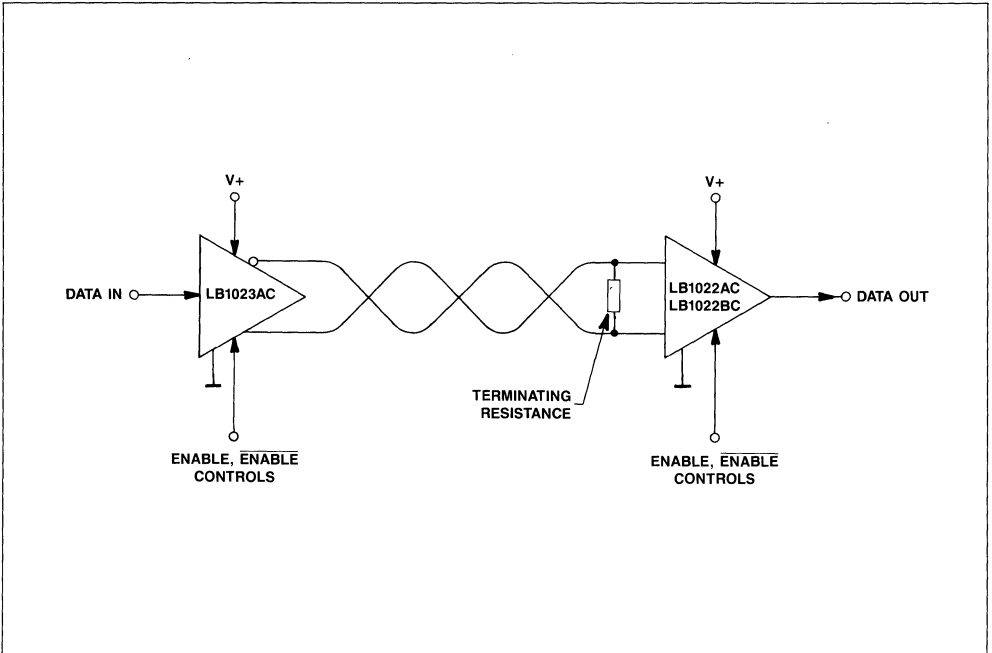 V+
V+
DATA IN
LB1023AC
LB1022AC
LB1022BC
DATA OUT
TERMINATING
RESISTANCE
ENABLE, ENABLE
CONTROLS
ENABLE, ENABLE
CONTROLS